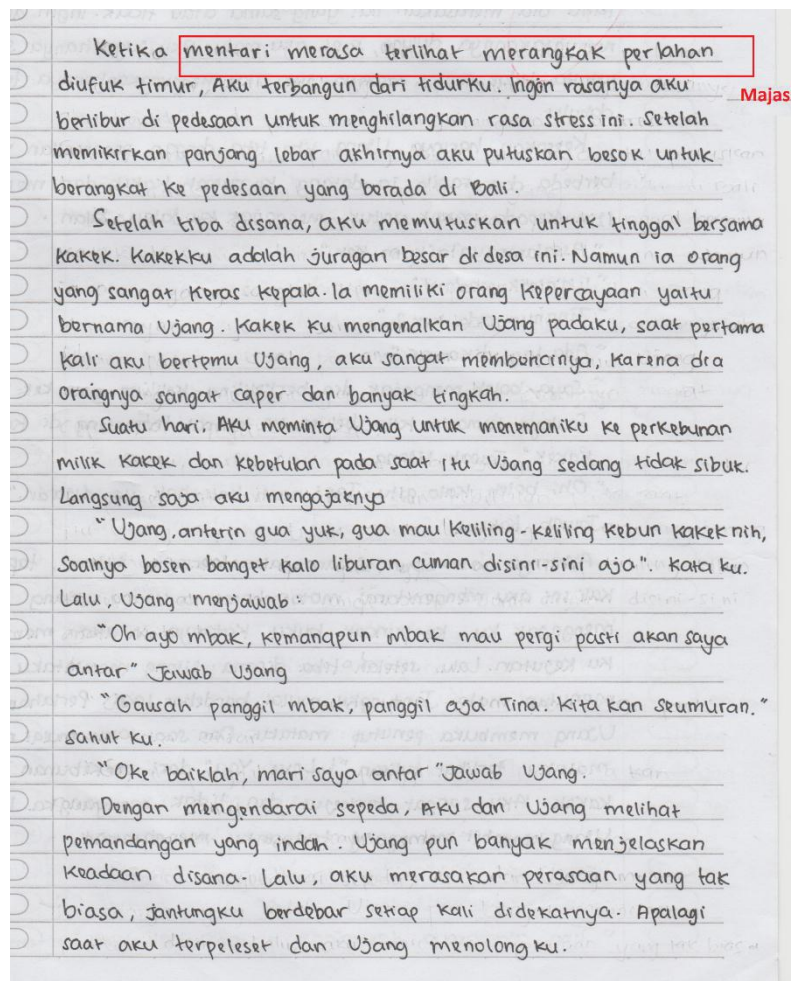 Ketika mentari merasa terlihat merangkak perlahan
diufuk timur, Aku terbangun dari tidurku. Ingin rasanya aku
Majas
berlibur di pedesaan untuk menghilangkan rasa stress ini. Setelah
memikirkan panjang lebar akhirnya aku putuskan besok untuk
berangkat ke pedesaan yang berada di Bali.
Setelah tiba disana, aku memutuskan untuk tinggal bersama
kakek. Kakekku adalah juragan besar di desa ini. Namun ia orang
yang sangat keras kepala. Ia memiliki orang kepercayaan yaitu
bernama Ujang. Kakek ku mengenalkan Ujang padaku, saat pertama
kali aku bertemu Ujang, aku sangat membencinya, karena dia
orangnya sangat caper dan banyak tingkah.
Suatu hari. Aku meminta Ujang untuk menemaniku ke perkebunan
milik kakek dan kebetulan pada saat itu Ujang sedang tidak sibuk.
Langsung saja aku mengajaknya
"Ujang, anterin gua yuk, gua mau keliling-keliling kebun kakek nih,
Soalnya bosen banget kalo liburan cuman disini-sini aja". Kata ku.
Lalu, Ujang menjawab.
"Oh ayo mbak, kemanapun mbak mau pergi pasti akan saya
antar" Jawab Ujang
"Gausah panggil mbak, panggil aja Tina. Kita kan seumuran."
Sahut ku.
"Oke baiklah, mari saya antar "Jawab Ujang.
Dengan mengendarai sepeda, Aku dan Ujang melihat
pemandangan yang indah. Ujang pun banyak menjelaskan
keadaan disana. Lalu, aku merasakan perasaan yang tak
biasa, jantungku berdebar setiap kali didekatnya. Apalagi
saat aku terpeleset dan Ujang menolong ku.